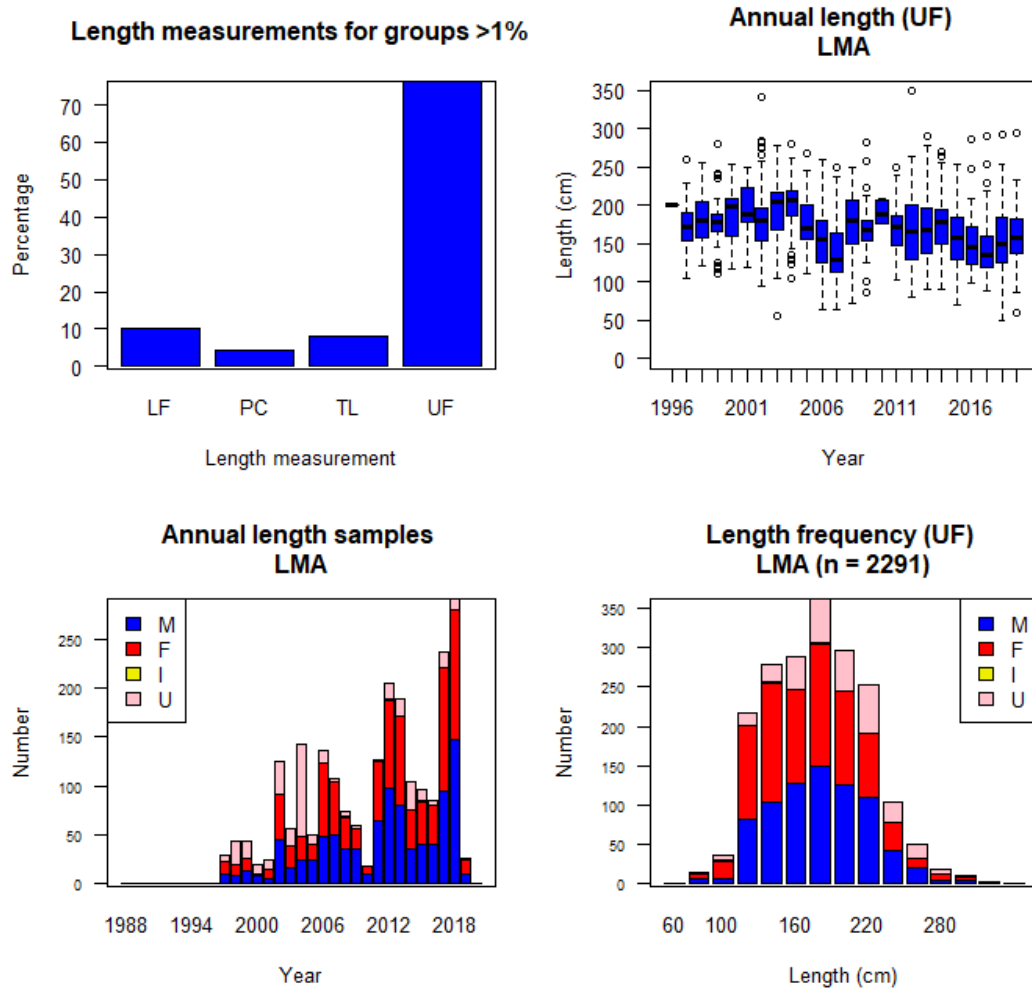 Length measurements for groups >1%
Percentage
70
60
50
40
30
20
10
0
LF PC TL UF
Length measurement
Annual length (UF)
LMA
Length (cm)
350
300
250
200
150
100
50
0
1996 2001 2006 2011 2016
Year
Annual length samples
LMA
Number
250
200
150
100
50
0
M
F
I
U
1988 1994 2000 2006 2012 2018
Year
Length frequency (UF)
LMA (n = 2291)
Number
350
300
250
200
150
100
50
0
M
F
I
U
60 100 160 220 280
Length (cm)